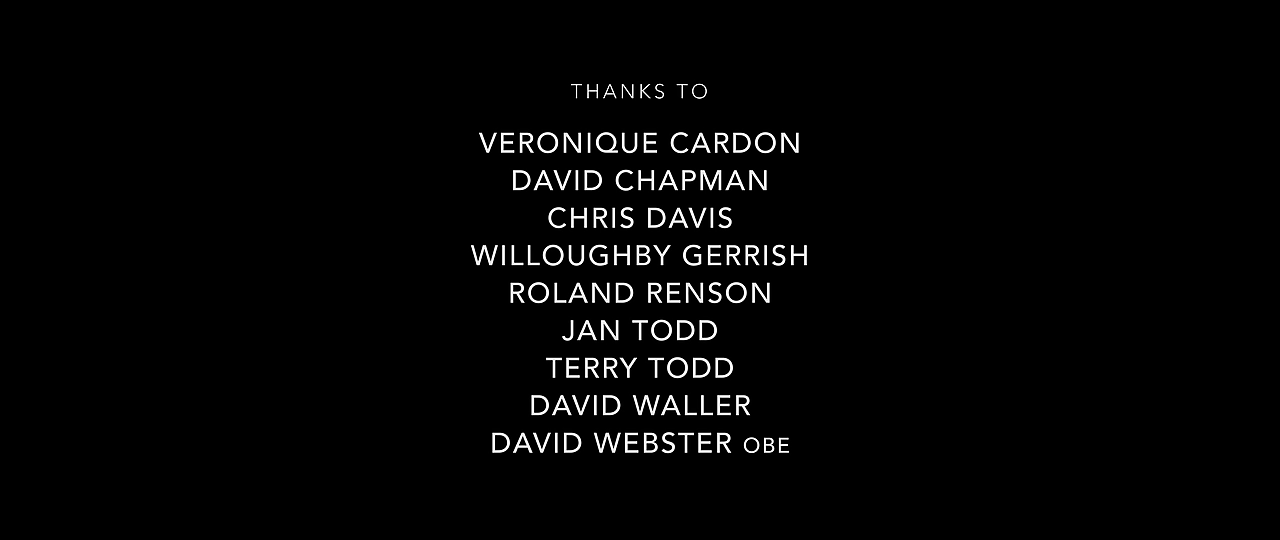 THANKS TO
VERONIQUE CARDON
DAVID CHAPMAN
CHRIS DAVIS
WILLOUGHBY GERRISH
ROLAND RENSON
JAN TODD
TERRY TODD
DAVID WALLER
DAVID WEBSTER OBE